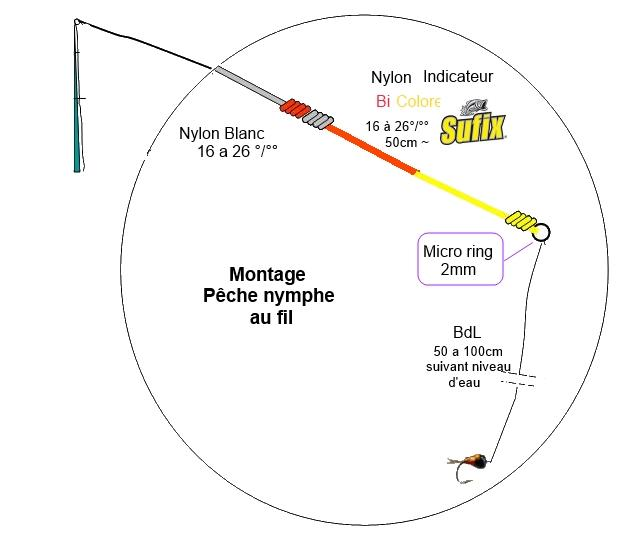 Nylon Indicateur
Bi Colore
16 à 26°/°°
50cm ~
Sufix
Nylon Blanc
16 a 26 °/°°
Micro ring
2mm
Montage
Pêche nymphe
au fil
BdL
50 a 100cm
suivant niveau
d'eau